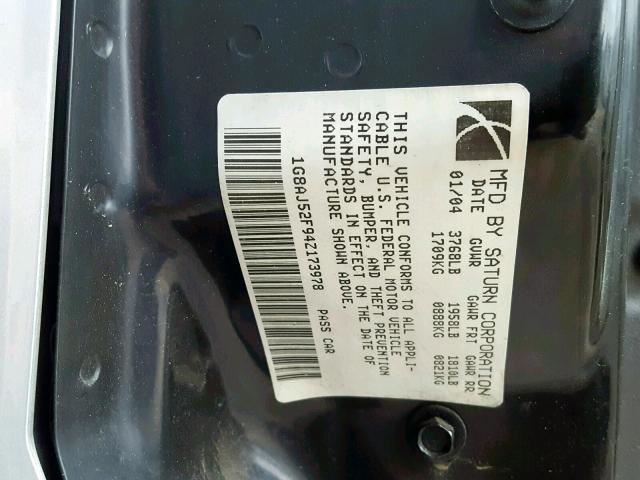 MFD BY SATURN CORPORATION
DATE GVWR GAWR FRT GAWR RR
01/04 3768LB 1958LB 1810LB
1709KG 0888KG 0821KG
THIS VEHICLE CONFORMS TO ALL APPLI-
CABLE U.S. FEDERAL MOTOR VEHICLE
SAFETY, BUMPER, AND THEFT PREVENTION
STANDARDS IN EFFECT ON THE DATE OF
MANUFACTURE SHOWN ABOVE.
1G8AJ52F94Z173978 PASS CAR